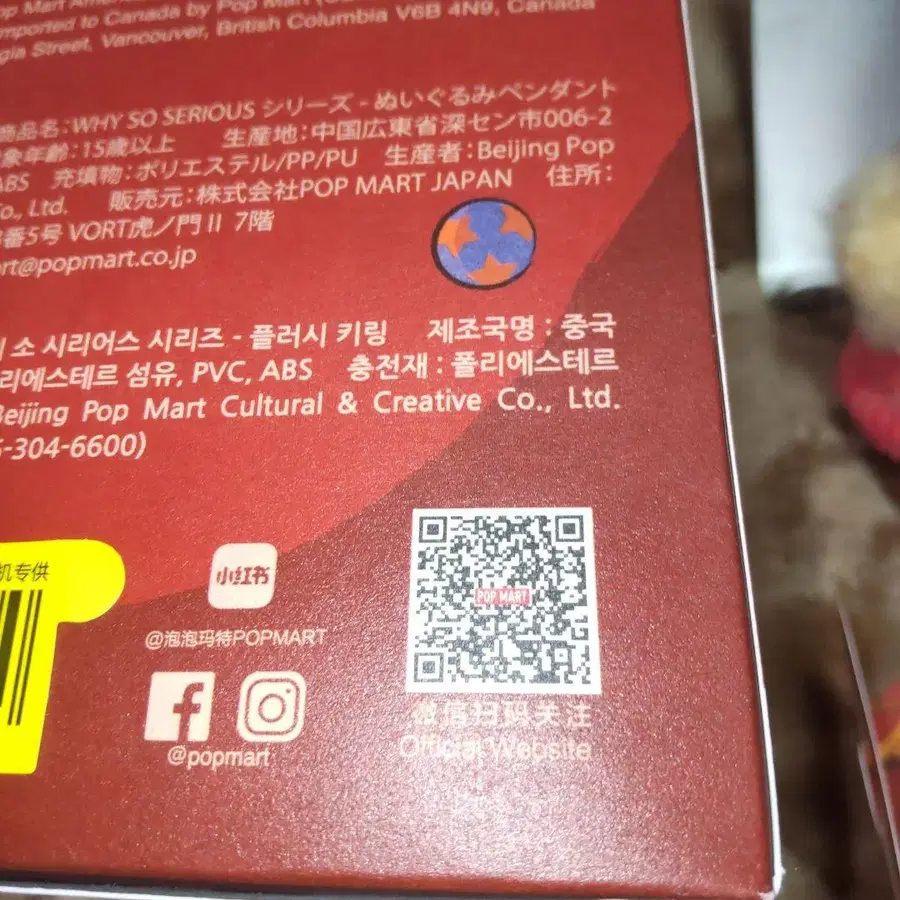 Pop Mart
mported to Canada by Pop Mart
gia Street, Vancouver, British Columbia V6B 4N9, Canada
商品名：WHY SO SERIOUS シリーズ - ぬいぐるみペンダント
象年齢：15歳以上 生産地：中国広東省深セン市006-2
ABS 充填物：ポリエステル/PP/PU 生産者：Beijing Pop
Co., Ltd. 販売元：株式会社POP MART JAPAN 住所：
8番5号 VORT虎ノ門II 7階
rt@popmart.co.jp
소 시리어스 시리즈 - 플러시 키링 제조국명 : 중국
리에스테르 섬유, PVC, ABS 충전재 : 폴리에스테르
Beijing Pop Mart Cultural & Creative Co., Ltd.
-304-6600)
机专供
小红书
@泡泡玛特POPMART
@popmart
POP MART
微信扫码关注
Official Website